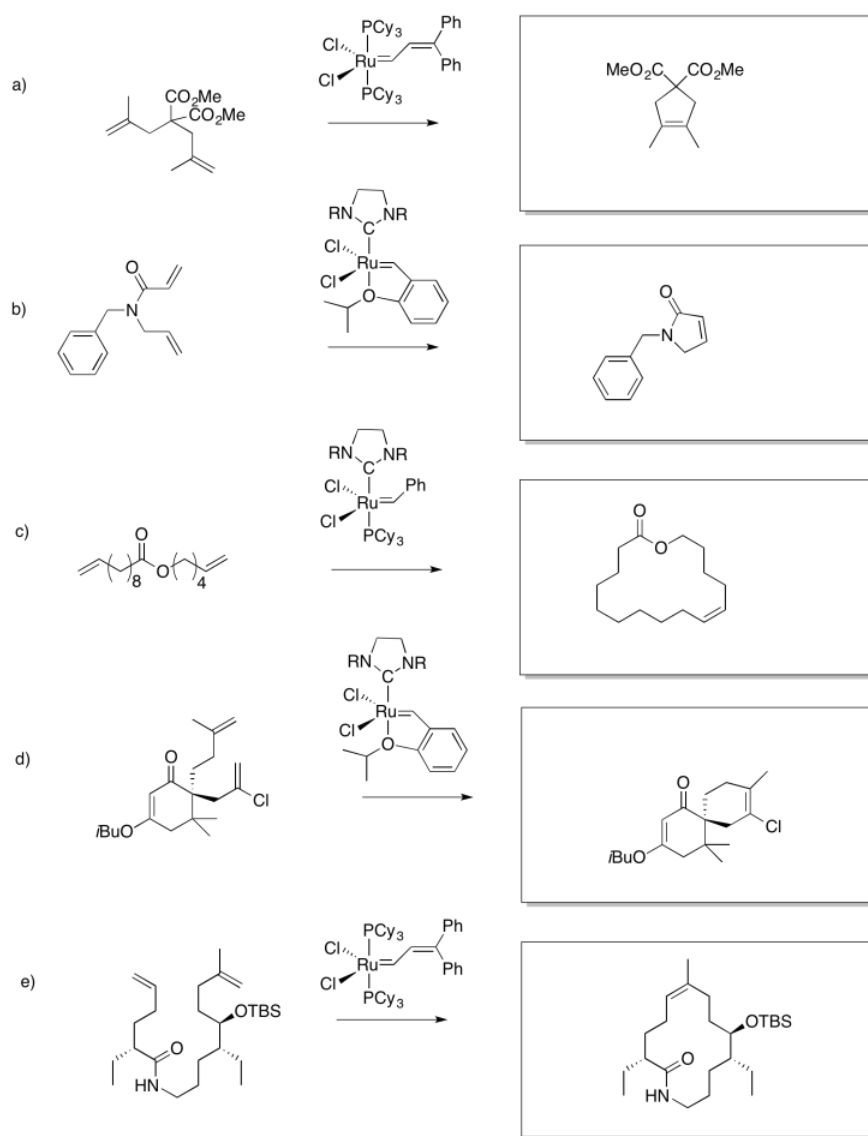 a)
CO₂Me
CO₂Me
PCy₃
Cl
Ru
Ph
Ph
Cl
PCy₃
MeO₂C CO₂Me
b)
O
N
RN NR
C
Cl
Ru
Cl
O
O
N
c)
O
O
8
4
RN NR
C
Cl
Ph
Ru
Cl
PCy₃
O
O
d)
O
Cl
iBuO
RN NR
C
Cl
Ru
Cl
O
O
Cl
iBuO
e)
OTBS
O
HN
PCy₃
Cl
Ru
Ph
Ph
Cl
PCy₃
OTBS
O
HN